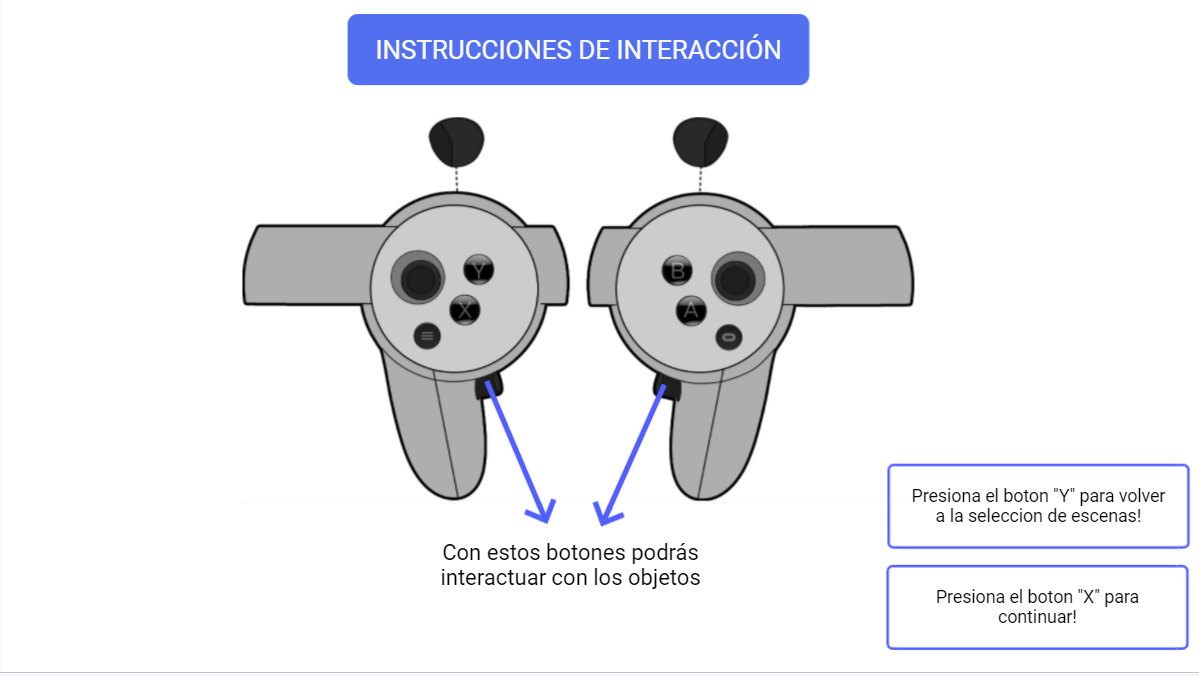 INSTRUCCIONES DE INTERACCIÓN
Y
X
B
A
Con estos botones podrás
interactuar con los objetos
Presiona el boton "Y" para volver
a la seleccion de escenas!
Presiona el boton "X" para
continuar!